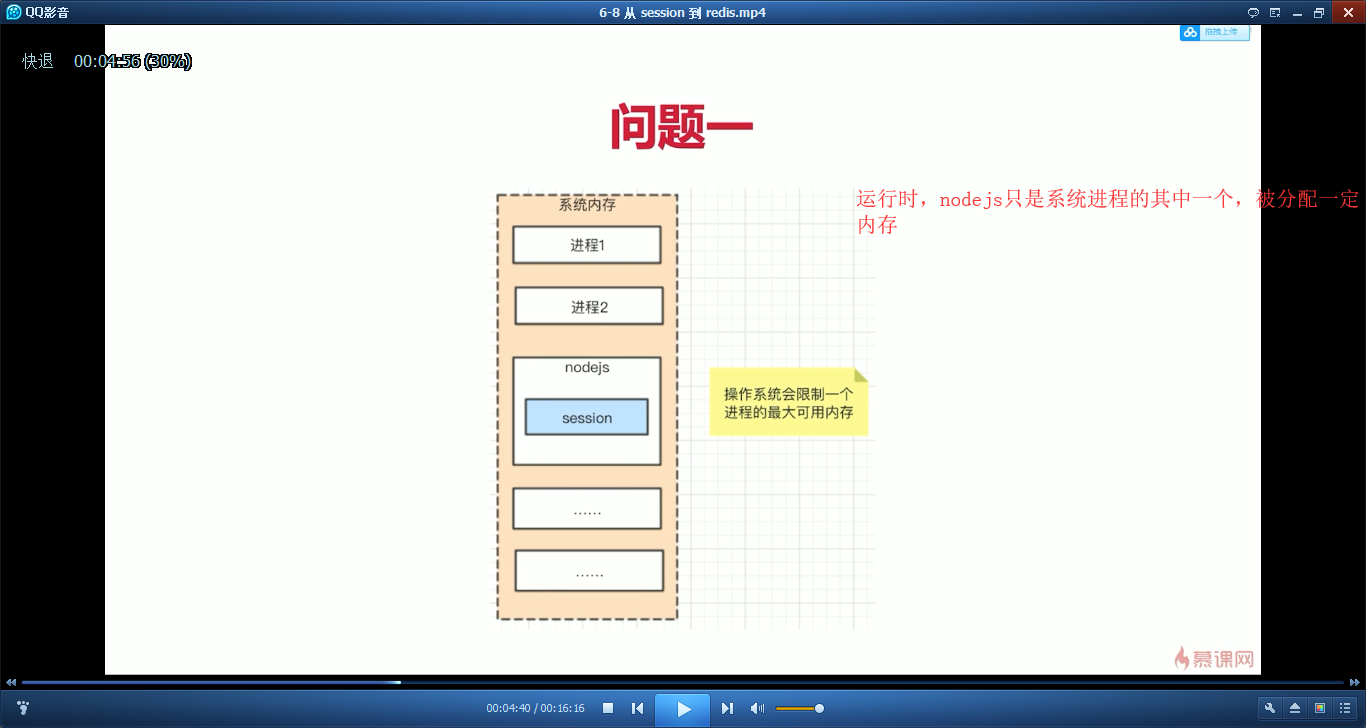 QQ影音
6-8 从 session 到 redis.mp4
拖拽上传
快退 00:04:56 (30%)
问题一
运行时，nodejs只是系统进程的其中一个，被分配一定
内存
系统内存
进程1
进程2
nodejs
session
操作系统会限制一个
进程的最大可用内存
……
……
慕课网
00:04:40 / 00:16:16